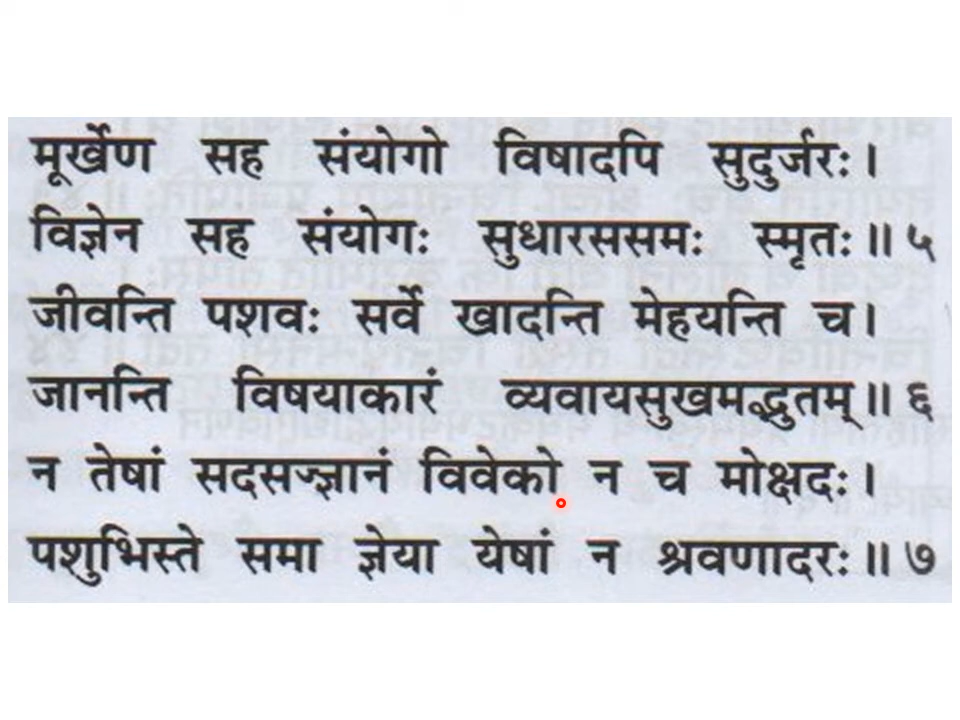 मूर्खेण सह संयोगो विषादपि सुदुर्जरः।
विज्ञेन सह संयोगः सुधारससमः स्मृतः॥ ५
जीवन्ति पशवः सर्वे खादन्ति मेहयन्ति च।
जानन्ति विषयाकारं व्यवायसुखमद्भुतम्॥ ६
न तेषां सदसज्ज्ञानं विवेको न च मोक्षदः।
पशुभिस्ते समा ज्ञेया येषां न श्रवणादरः॥ ७